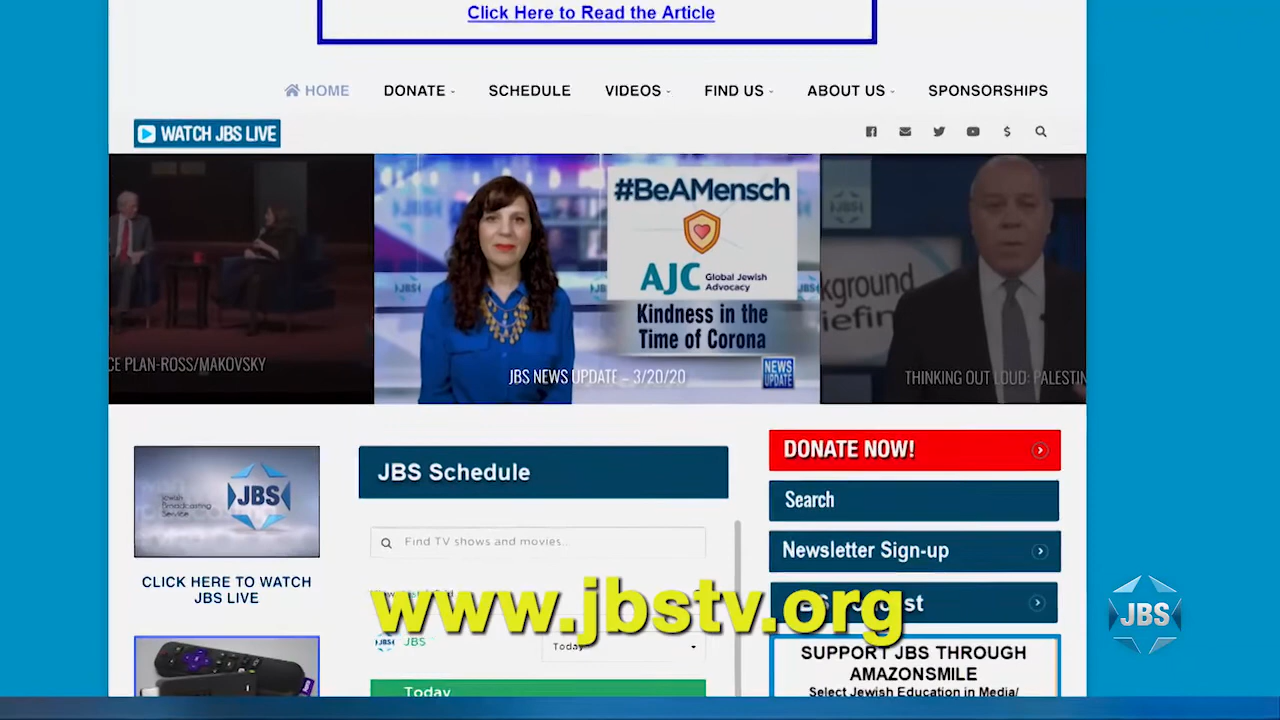 Click Here to Read the Article
HOME DONATE SCHEDULE VIDEOS FIND US ABOUT US SPONSORSHIPS
WATCH JBS LIVE
#BeAMensch
AJC Global Jewish
Advocacy
Kindness in the
Time of Corona
NEWS
UPDATE
JBS NEWS UPDATE – 3/20/20
PLAN-ROSS/MAKOVSKY
THINKING OUT LOUD:
JBS
Jewish
Broadcasting
Service
JBS
CLICK HERE TO WATCH
JBS LIVE
JBS Schedule
Find TV shows and movies..
JBS
Today
Today
DONATE NOW!
Search
Newsletter Sign-up
SUPPORT JBS THROUGH
AMAZONSMILE
Select Jewish Education in Media/
www.jbstv.org
JBS